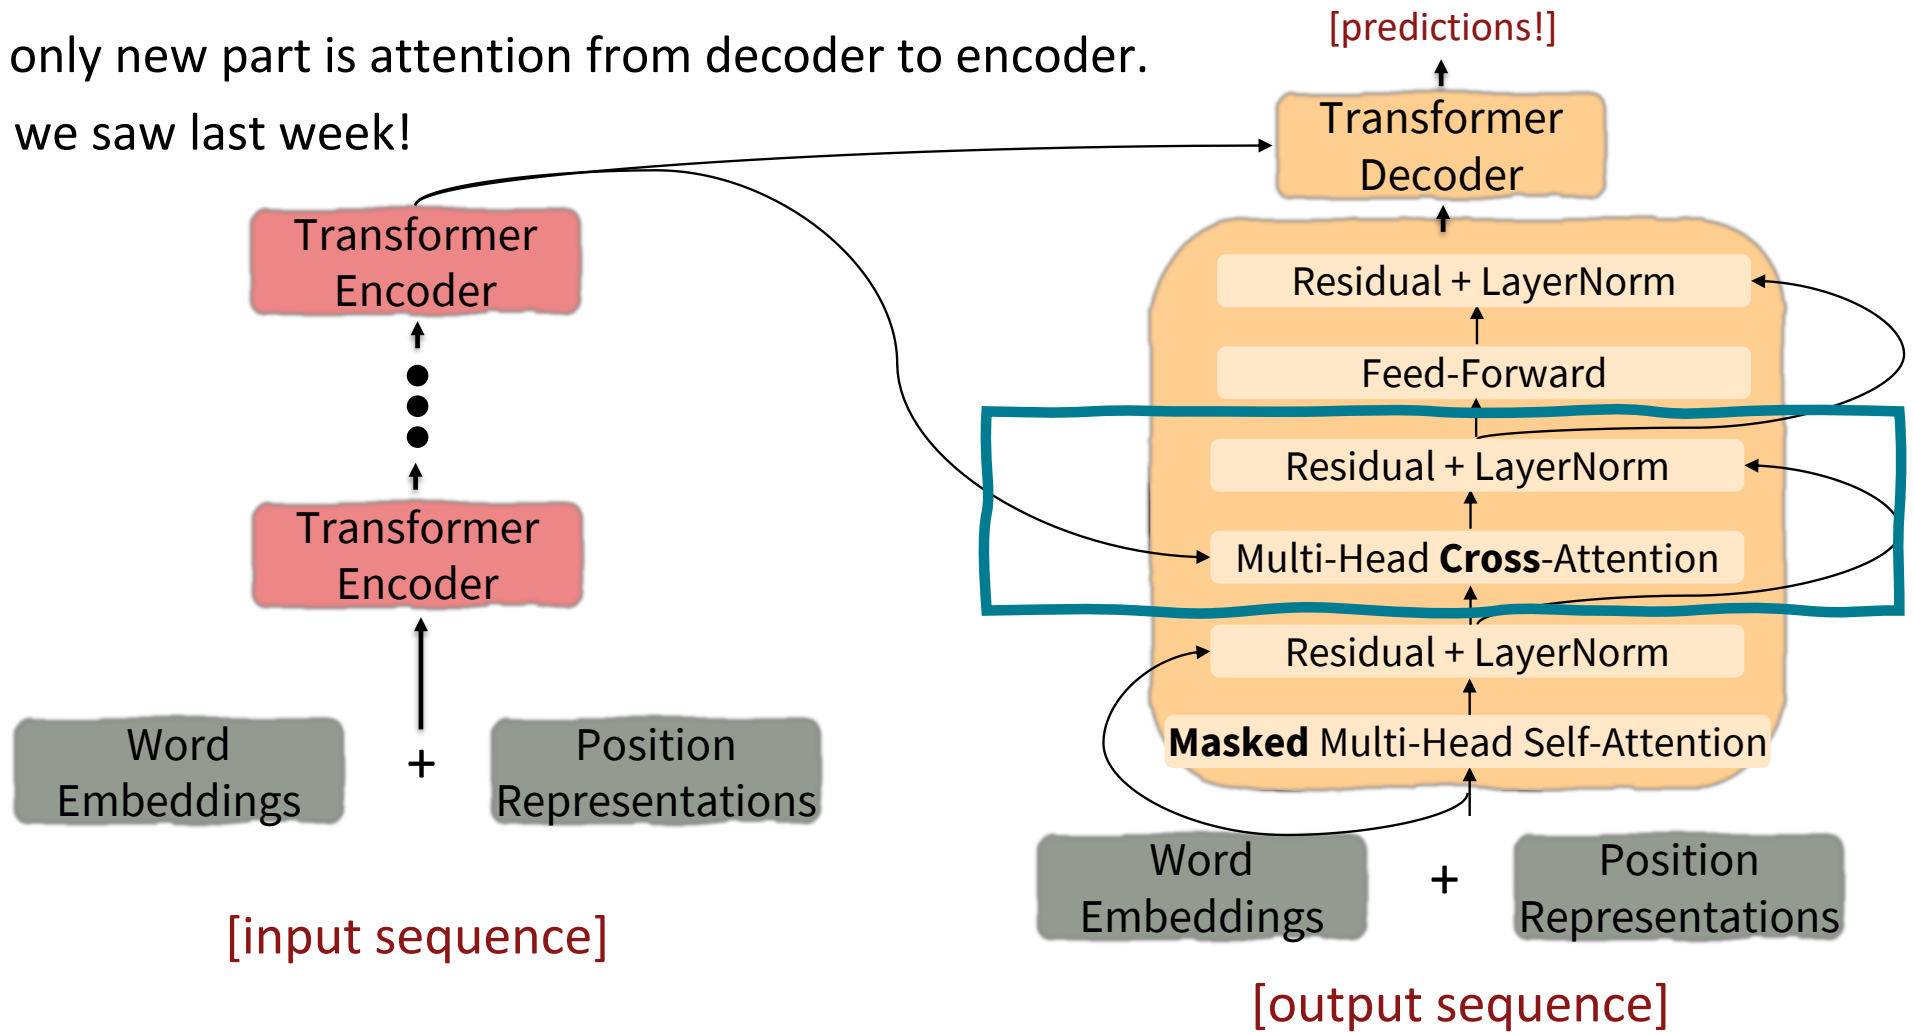 only new part is attention from decoder to encoder.
we saw last week!
[predictions!]
Transformer
Decoder
Transformer
Encoder
Transformer
Encoder
Word
Embeddings
+
Position
Representations
[input sequence]
Residual + LayerNorm
Feed-Forward
Residual + LayerNorm
Multi-Head Cross-Attention
Residual + LayerNorm
Masked Multi-Head Self-Attention
Word
Embeddings
+
Position
Representations
[output sequence]